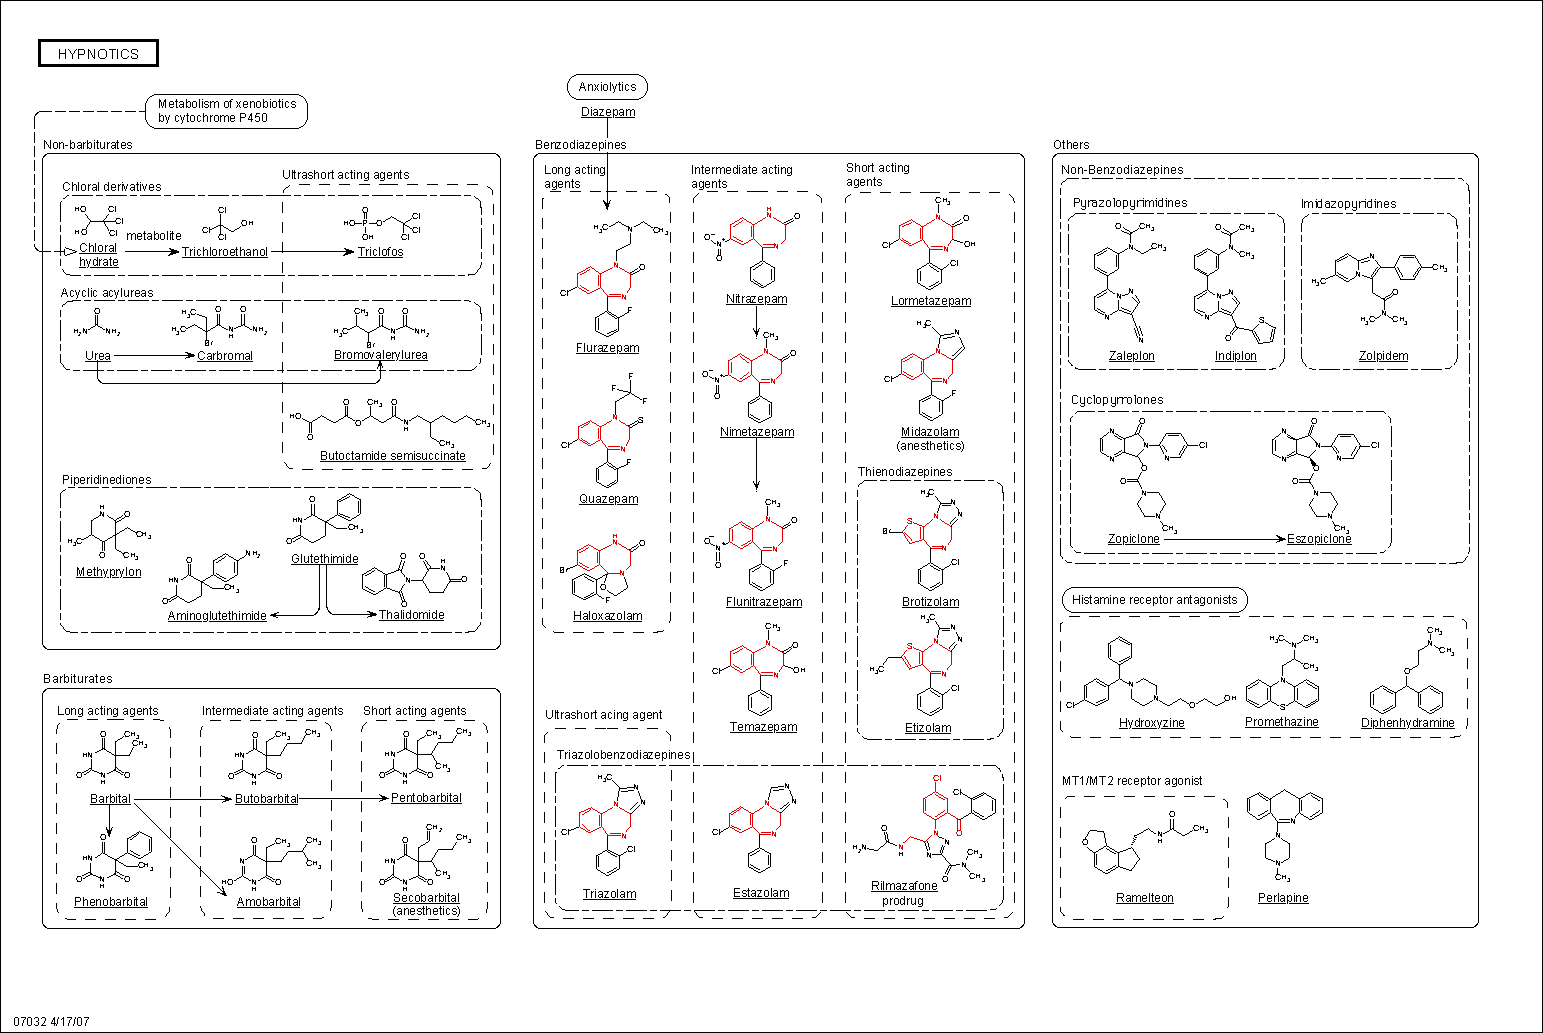 HYPNOTICS
Metabolism of xenobiotics
by cytochrome P450
Non-barbiturates
Chloral derivatives
Ultrashort acting agents
metabolite
Chloral
hydrate
Trichloroethanol
Triclofos
Acyclic acylureas
Urea
Carbromal
Bromovalerylurea
Butoctamide semisuccinate
Piperidinediones
Methyprylon
Glutethimide
Aminoglutethimide
Thalidomide
Barbiturates
Long acting agents
Intermediate acting agents
Short acting agents
Barbital
Butobarbital
Pentobarbital
Phenobarbital
Amobarbital
Secobarbital
(anesthetics)
Anxiolytics
Diazepam
Benzodiazepines
Long acting
agents
Intermediate acting
agents
Short acting
agents
Flurazepam
Nitrazepam
Lormetazepam
Quazepam
Nimetazepam
Midazolam
(anesthetics)
Thienodiazepines
Haloxazolam
Flunitrazepam
Brotizolam
Temazepam
Etizolam
Ultrashort acing agent
Triazolobenzodiazepines
Triazolam
Estazolam
Rilmazafone
prodrug
Others
Non-Benzodiazepines
Pyrazolopyrimidines
Imidazopyridines
Zaleplon
Indiplon
Zolpidem
Cyclopyrrolones
Zopiclone
Eszopiclone
Histamine receptor antagonists
Hydroxyzine
Promethazine
Diphenhydramine
MT1/MT2 receptor agonist
Ramelteon
Perlapine
07032 4/17/07